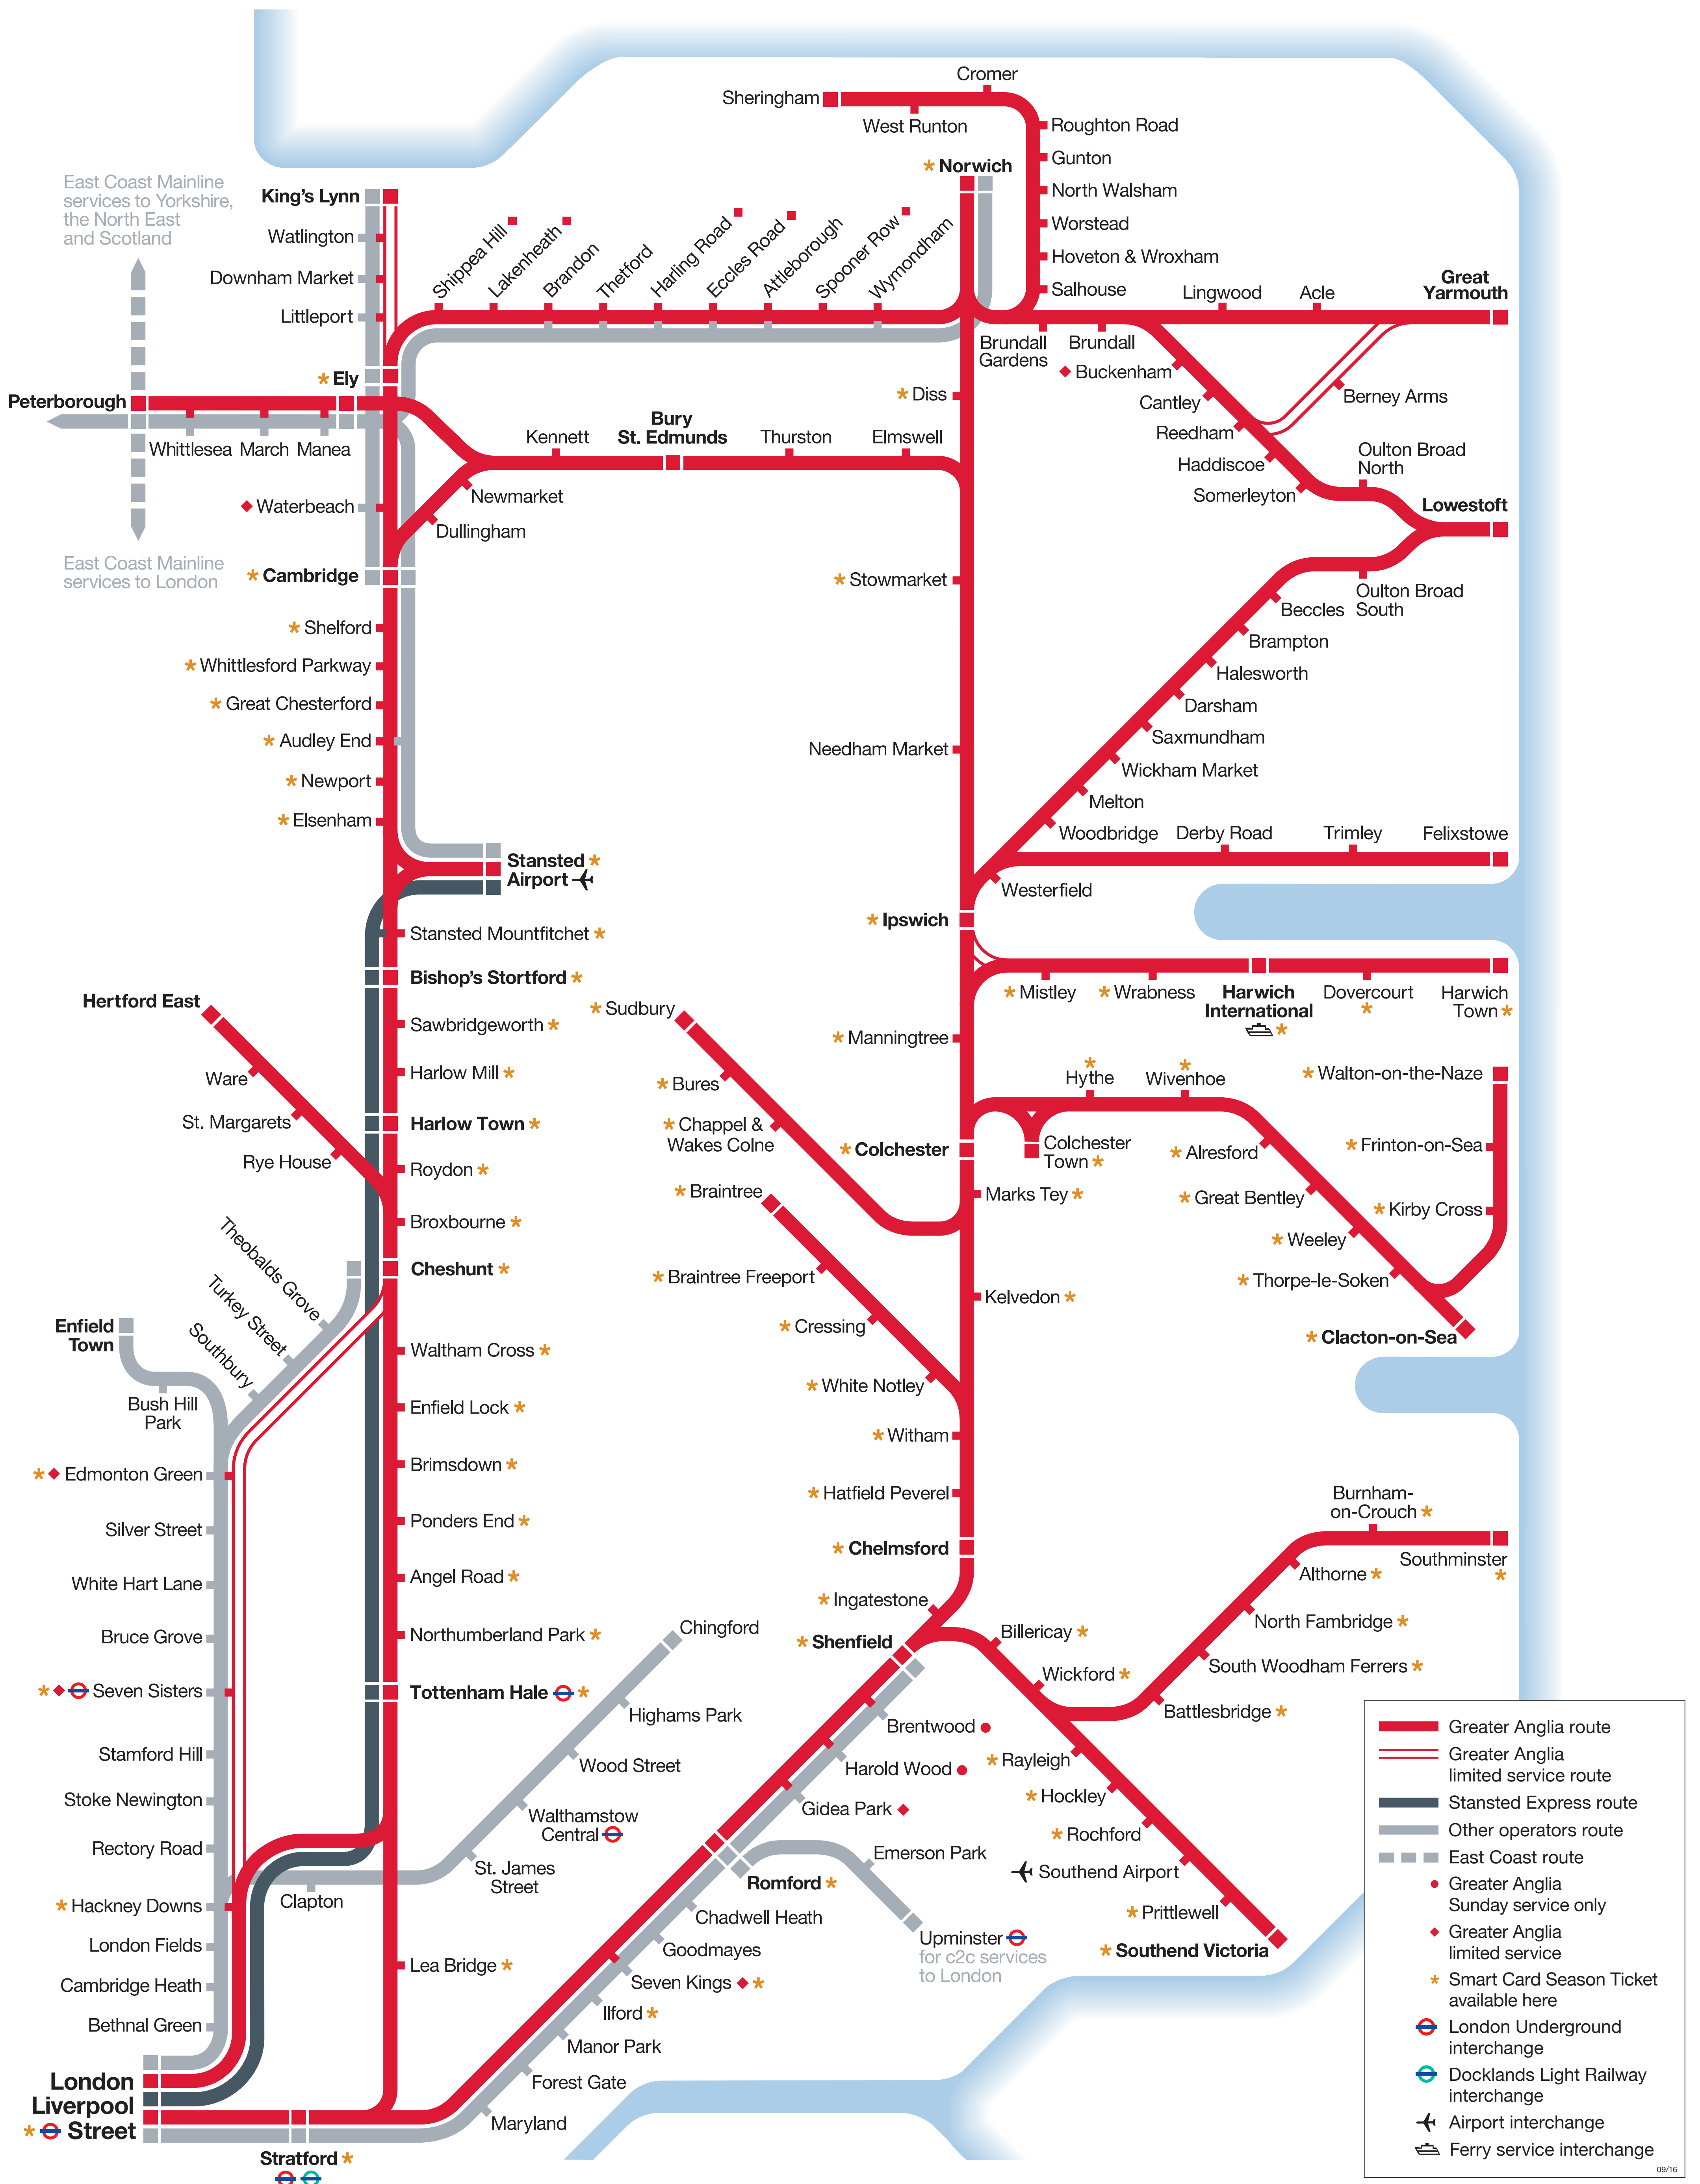 Cromer
Sheringham
West Runton
Roughton Road
Gunton
* Norwich
North Walsham
Worstead
Hoveton & Wroxham
Salhouse
East Coast Mainline
services to Yorkshire,
the North East
and Scotland
King's Lynn
Watlington
Downham Market
Littleport
* Ely
Shippea Hill
Lakenheath
Brandon
Thetford
Harling Road
Eccles Road
Attleborough
Spooner Row
Wymondham
Lingwood
Acle
Great
Yarmouth
Brundall
Gardens
Brundall
Buckenham
Cantley
Reedham
Haddiscoe
Somerleyton
Berney Arms
Oulton Broad
North
Lowestoft
Oulton Broad
South
Beccles
Brampton
Halesworth
Darsham
Saxmundham
Wickham Market
Melton
Woodbridge
Derby Road
Trimley
Felixstowe
Westerfield
Peterborough
Whittlesea
March
Manea
East Coast Mainline
services to London
Waterbeach
* Cambridge
Kennett
Bury
St. Edmunds
Thurston
Elmswell
Newmarket
Dullingham
* Diss
* Stowmarket
Needham Market
* Ipswich
* Shelford
* Whittlesford Parkway
* Great Chesterford
* Audley End
* Newport
* Elsenham
Stansted *
Airport
Stansted Mountfitchet *
Bishop's Stortford *
Sawbridgeworth *
Harlow Mill *
Harlow Town *
Roydon *
Broxbourne *
Cheshunt *
Waltham Cross *
Enfield Lock *
Brimsdown *
Ponders End *
Angel Road *
Northumberland Park *
Tottenham Hale *
Lea Bridge *
Hertford East
Ware
St. Margarets
Rye House
Theobalds Grove
Turkey Street
Southbury
Enfield
Town
Bush Hill
Park
* Edmonton Green
Silver Street
White Hart Lane
Bruce Grove
* Seven Sisters
Stamford Hill
Stoke Newington
Rectory Road
* Hackney Downs
London Fields
Cambridge Heath
Bethnal Green
London
Liverpool
* Street
Stratford *
Clapton
St. James
Street
Walthamstow
Central
Wood Street
Highams Park
Chingford
* Mistley
* Wrabness
Harwich
International
*
Dovercourt
*
Harwich
Town *
* Manningtree
* Sudbury
* Bures
* Chappel &
Wakes Colne
* Colchester
Colchester
Town *
*
Hythe
*
Wivenhoe
* Alresford
* Great Bentley
* Weeley
* Thorpe-le-Soken
* Clacton-on-Sea
* Walton-on-the-Naze
* Frinton-on-Sea
* Kirby Cross
Marks Tey *
Kelvedon *
* Braintree
* Braintree Freeport
* Cressing
* White Notley
* Witham
* Hatfield Peverel
* Chelmsford
* Ingatestone
* Shenfield
Billericay *
Wickford *
Battlesbridge *
South Woodham Ferrers *
North Fambridge *
Althorne *
Burnham-
on-Crouch *
Southminster
*
* Rayleigh
* Hockley
* Rochford
Southend Airport
* Prittlewell
* Southend Victoria
Brentwood
Harold Wood
Gidea Park
Romford *
Emerson Park
Upminster
for c2c services
to London
Chadwell Heath
Goodmayes
Seven Kings *
Ilford *
Manor Park
Forest Gate
Maryland
Greater Anglia route
Greater Anglia
limited service route
Stansted Express route
Other operators route
East Coast route
Greater Anglia
Sunday service only
Greater Anglia
limited service
* Smart Card Season Ticket
available here
London Underground
interchange
Docklands Light Railway
interchange
Airport interchange
Ferry service interchange
09/16